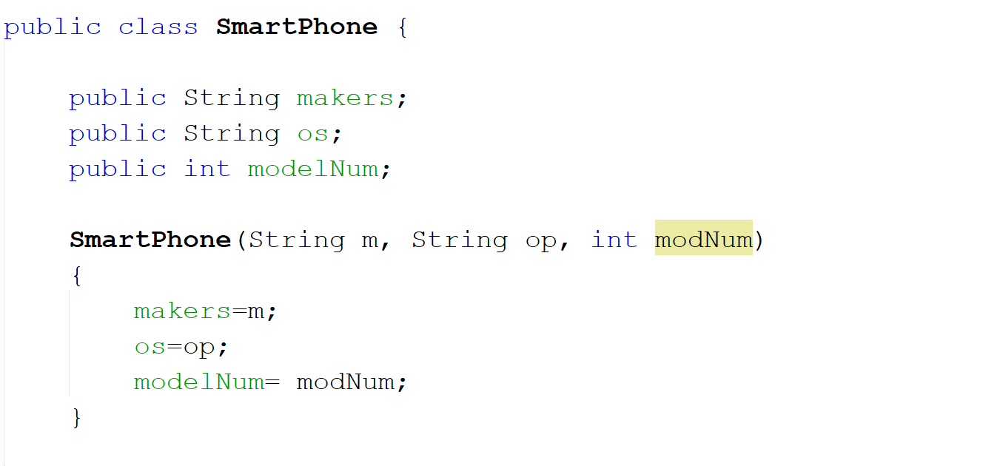 public class SmartPhone {
public String makers;
public String os;
public int modelNum;
SmartPhone(String m, String op, int modNum)
{
makers=m;
os=op;
modelNum= modNum;
}